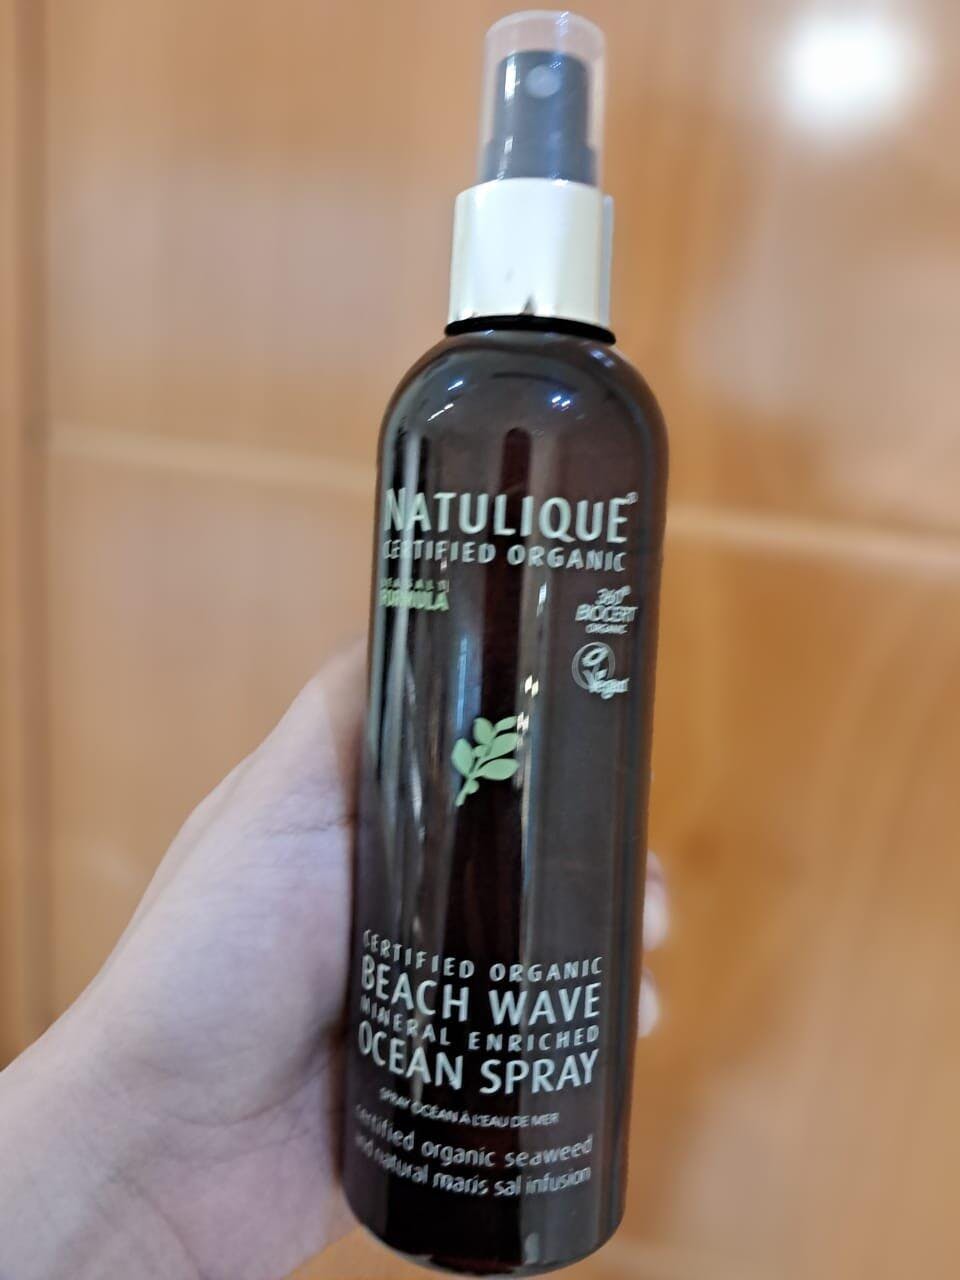 NATULIQUE®
CERTIFIED ORGANIC
FORMULA
360°
BIOCERT
ORGANIC
Vegan
CERTIFIED ORGANIC
BEACH WAVE
MINERAL ENRICHED
OCEAN SPRAY
SPRAY OCÉAN À L'EAU DE MER
certified organic seaweed
and natural maris sal infusion